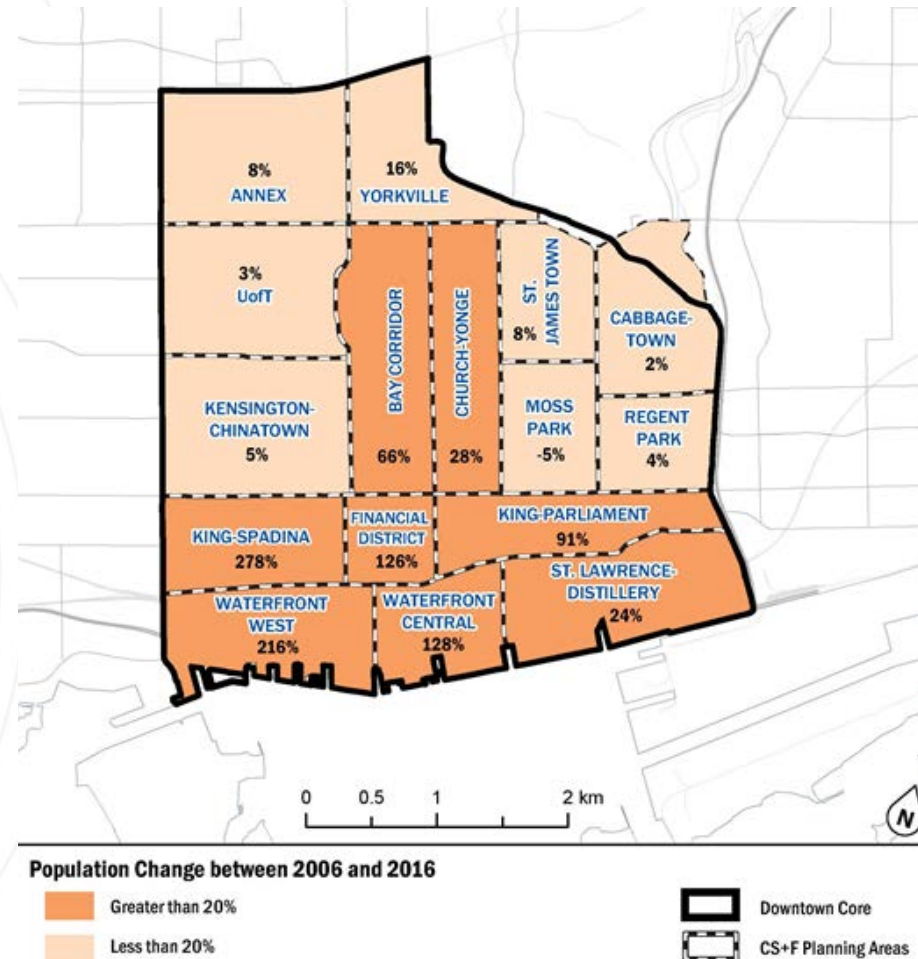 8%
ANNEX
16%
YORKVILLE
3%
UofT
BAY CORRIDOR
66%
CHURCH-YONGE
28%
ST.
JAMES TOWN
8%
CABBAGE-
TOWN
2%
KENSINGTON-
CHINATOWN
5%
MOSS
PARK
-5%
REGENT
PARK
4%
KING-SPADINA
278%
FINANCIAL
DISTRICT
126%
KING-PARLIAMENT
91%
WATERFRONT
WEST
216%
WATERFRONT
CENTRAL
128%
ST. LAWRENCE-
DISTILLERY
24%
0 0.5 1 2 km
N
Population Change between 2006 and 2016
Greater than 20%
Less than 20%
Downtown Core
CS+F Planning Areas